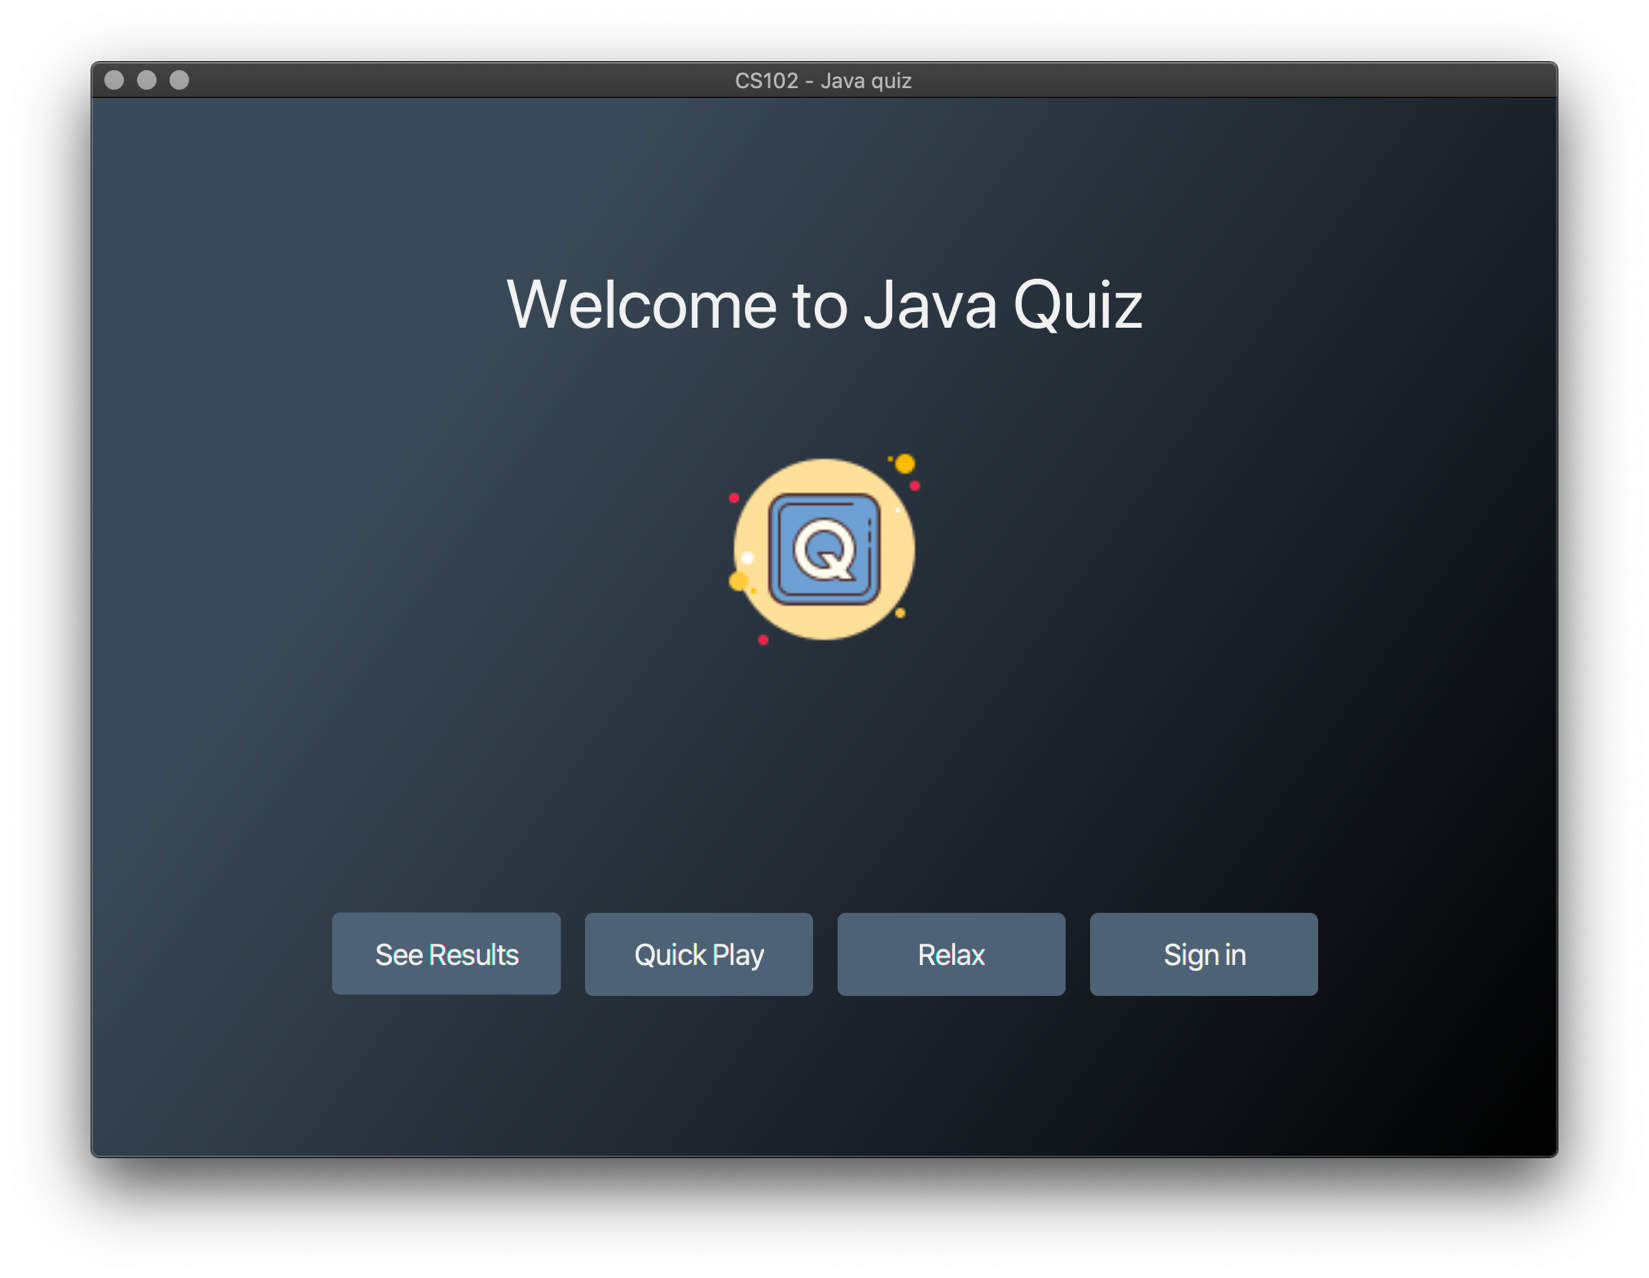 CS102 - Java quiz
Welcome to Java Quiz
Q
See Results
Quick Play
Relax
Sign in